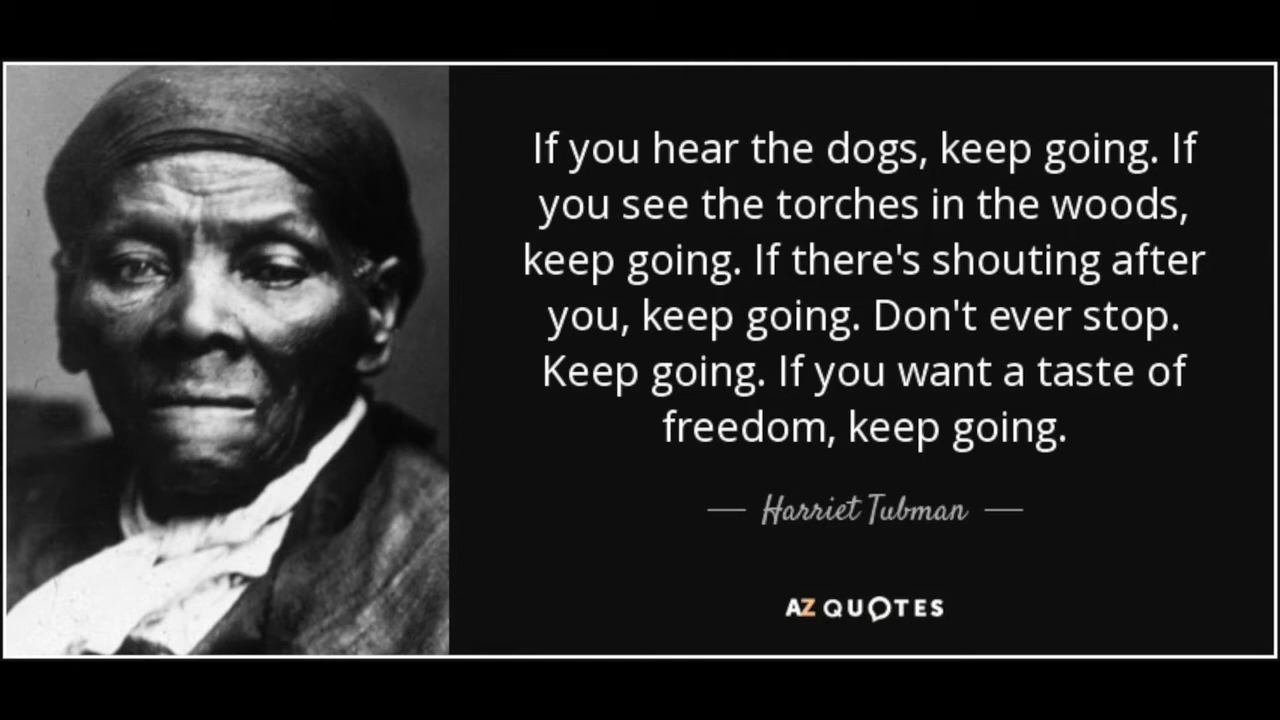 If you hear the dogs, keep going. If
you see the torches in the woods,
keep going. If there's shouting after
you, keep going. Don't ever stop.
Keep going. If you want a taste of
freedom, keep going.
Harriet Tubman
AZ QUOTES